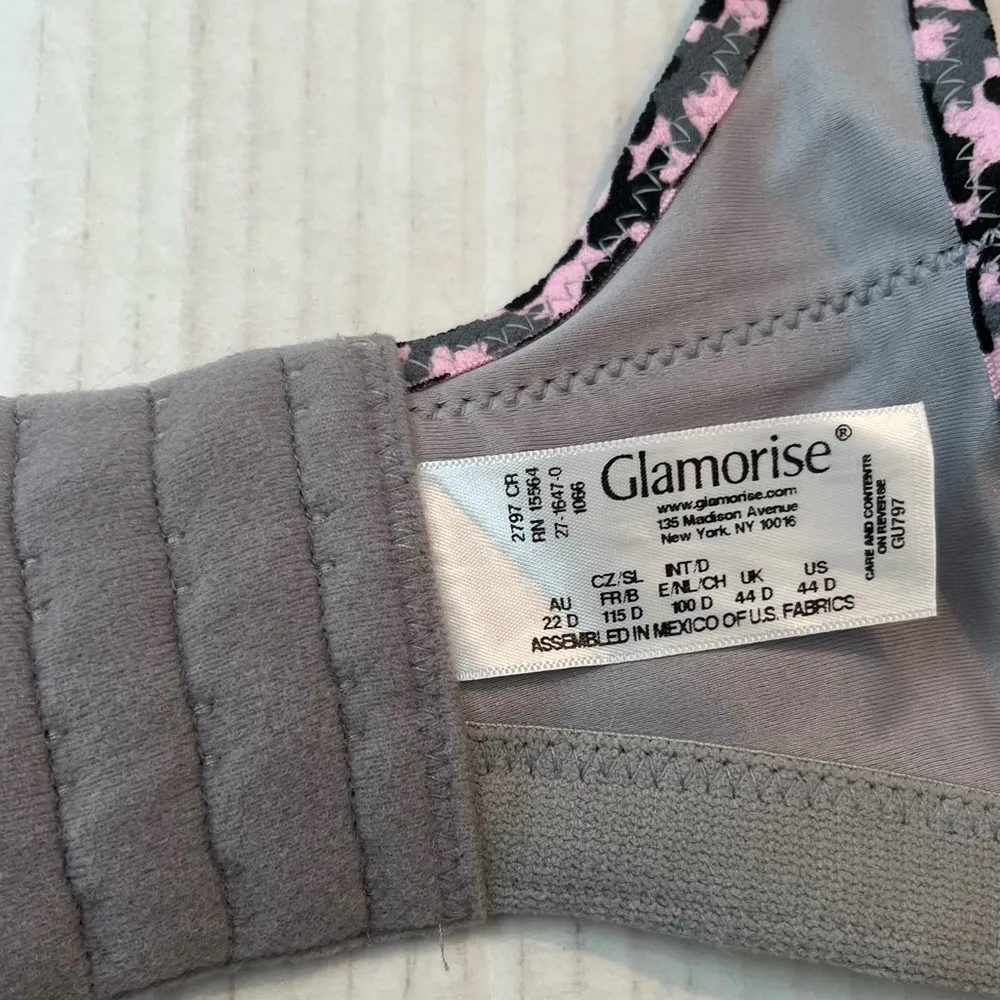 Glamorise®
www.glamorise.com
135 Madison Avenue
New York, NY 10016
2797 CR
RN 15564
27-1647-0
1066
CARE AND CONTENTS
ON REVERSE
GU797
AU
22 D
CZ/SL
FR/B
115 D
INT/D
E/NL/CH
100 D
UK
44 D
US
44 D
ASSEMBLED IN MEXICO OF U.S. FABRICS